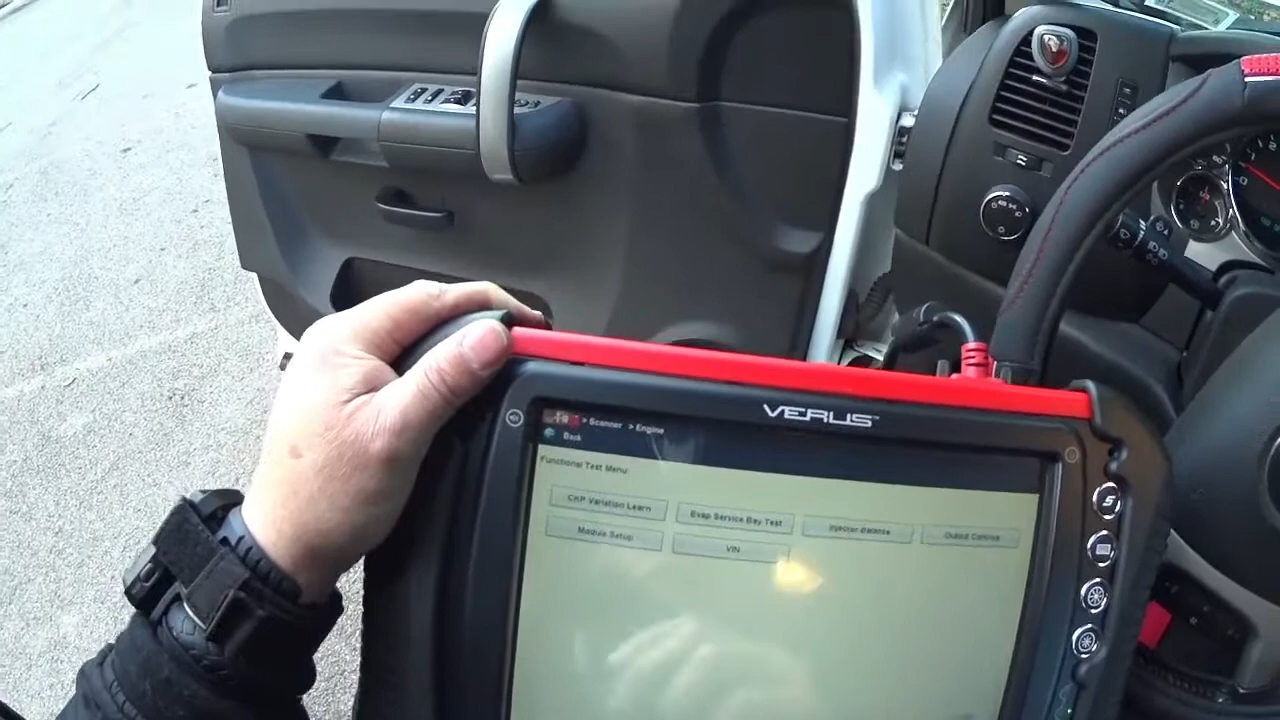 VERUS
> Scanner > Engine
Back
Functional Test Menu
CKP Variation Learn
Evap Service Bay Test
Injector Balance
Output Controls
Module Setup
VIN
S